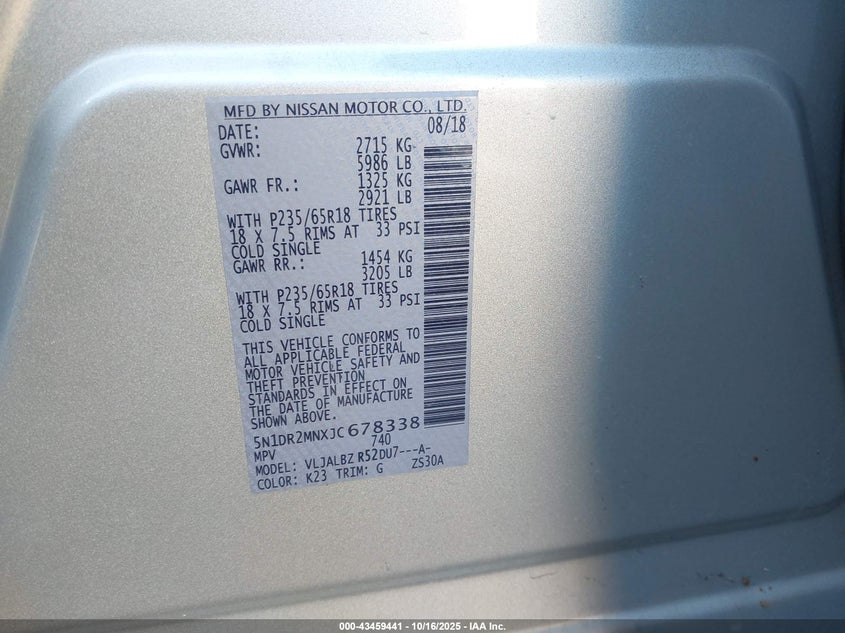 MFD BY NISSAN MOTOR CO., LTD.
DATE: 08/18
GVWR: 2715 KG
5986 LB
GAWR FR.: 1325 KG
2921 LB
WITH P235/65R18 TIRES
18 X 7.5 RIMS AT 33 PSI
COLD SINGLE
GAWR RR.: 1454 KG
3205 LB
WITH P235/65R18 TIRES
18 X 7.5 RIMS AT 33 PSI
COLD SINGLE
THIS VEHICLE CONFORMS TO
ALL APPLICABLE FEDERAL
MOTOR VEHICLE SAFETY AND
THEFT PREVENTION
STANDARDS IN EFFECT ON
THE DATE OF MANUFACTURE
SHOWN ABOVE.
5N1DR2MNXJC678338
MPV 740
MODEL: VLJALBZ R52DU7---A-
COLOR: K23 TRIM: G ZS30A
000-43459441 - 10/16/2025 - IAA Inc.